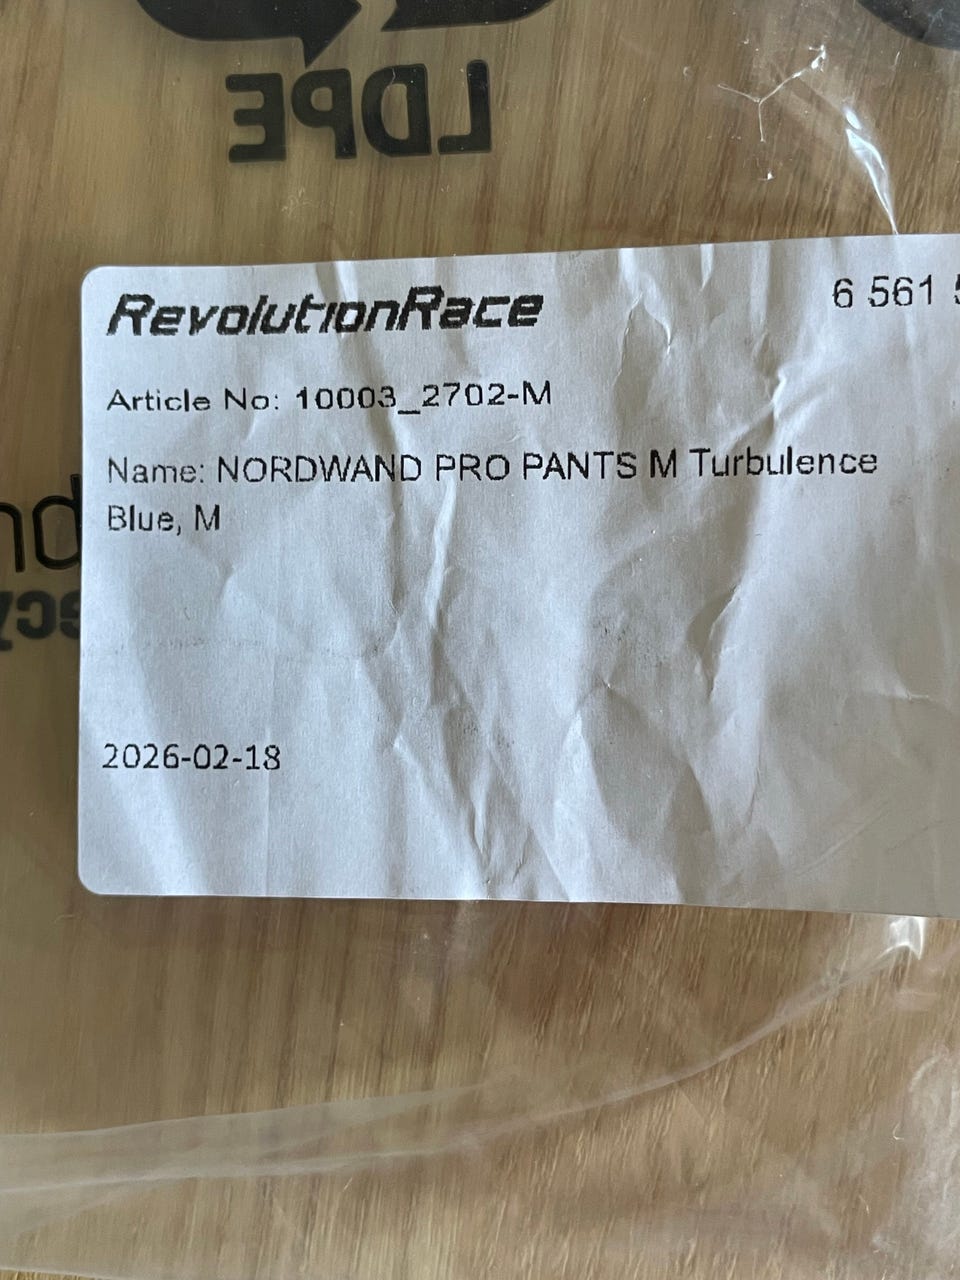 LDPE
RevolutionRace
6 561
Article No: 10003_2702-M
Name: NORDWAND PRO PANTS M Turbulence
Blue, M
2026-02-18